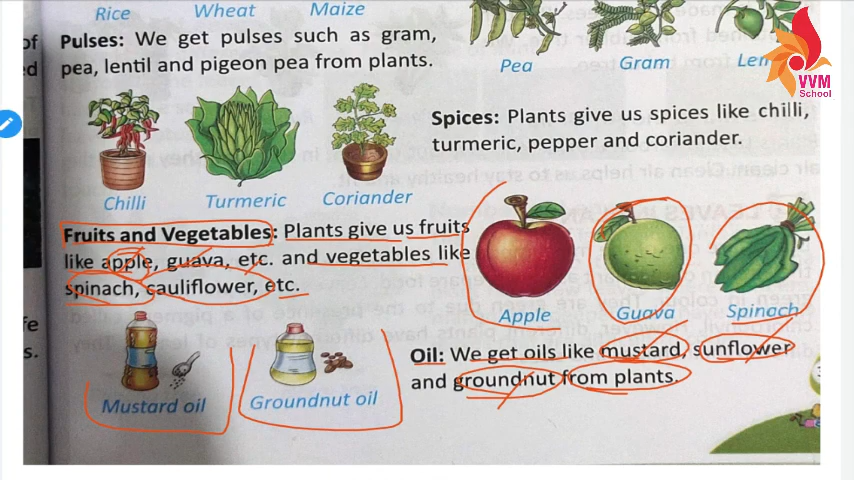 Rice Wheat Maize
of
ed
Pulses: We get pulses such as gram,
pea, lentil and pigeon pea from plants.
Pea Gram
VVM
School
Spices: Plants give us spices like chilli,
turmeric, pepper and coriander.
Chilli Turmeric Coriander
Fruits and Vegetables: Plants give us fruits
like apple, guava, etc. and vegetables like
spinach, cauliflower, etc.
Apple Guava Spinach
fe
s.
Oil: We get oils like mustard, sunflower
and groundnut from plants.
Mustard oil Groundnut oil